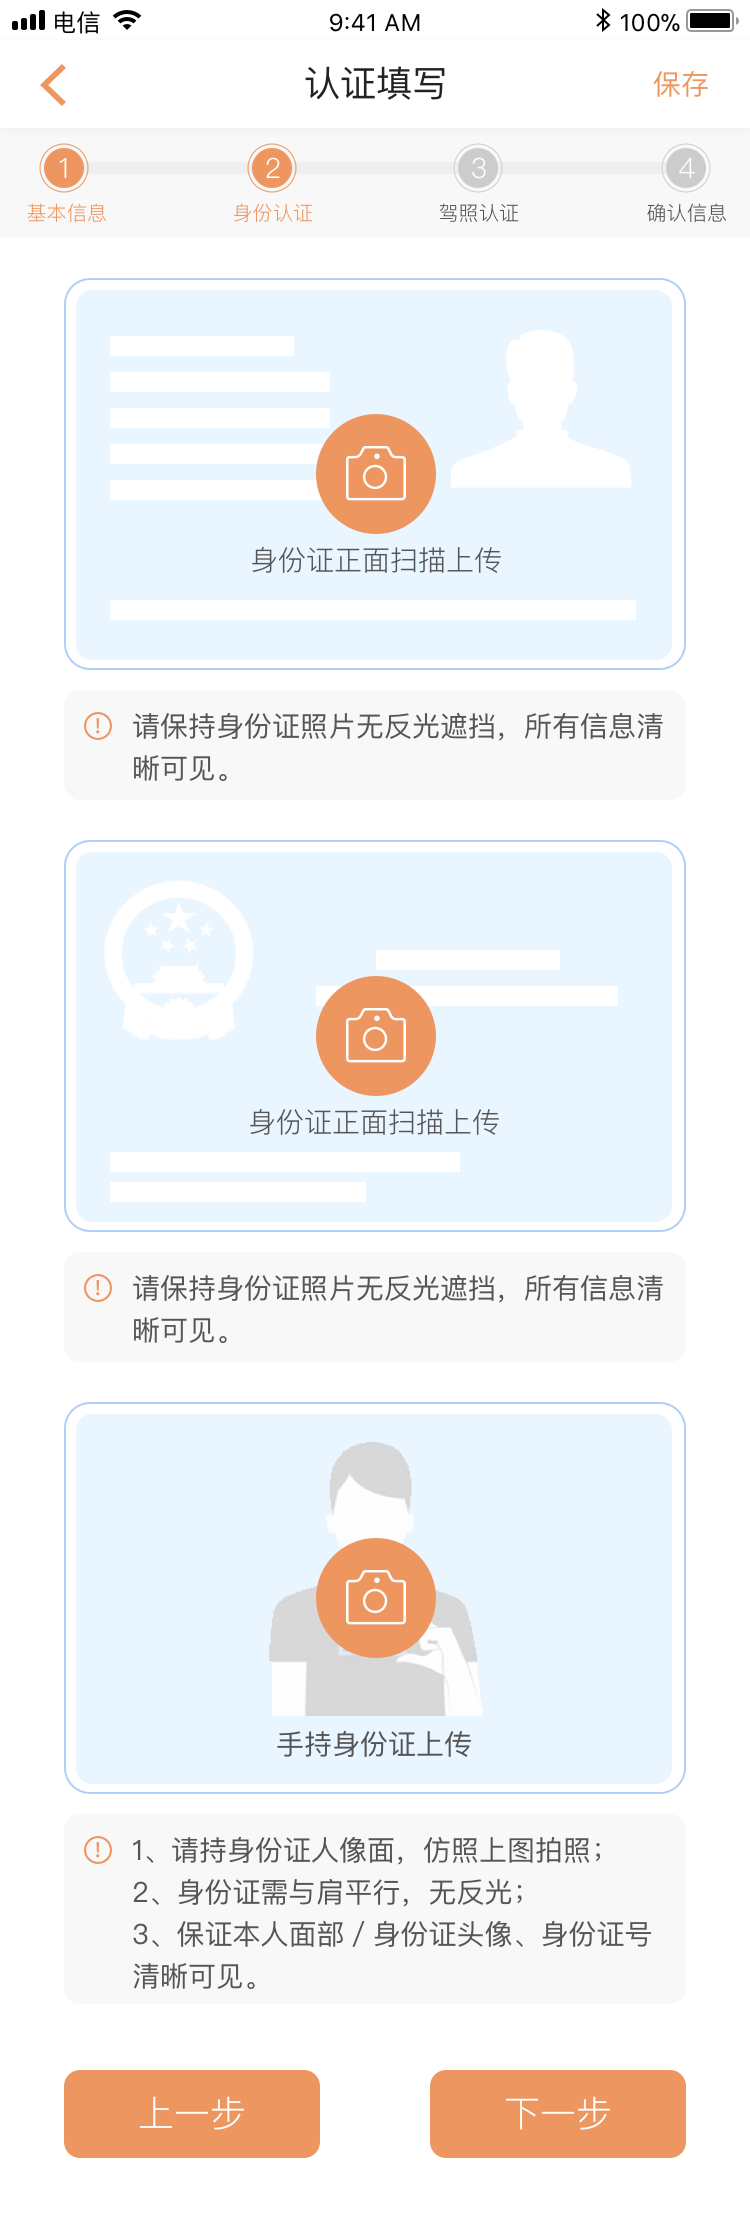 电信 9:41 AM 100%
认证填写 保存
1 2 3 4
基本信息 身份认证 驾照认证 确认信息
身份证正面扫描上传
请保持身份证照片无反光遮挡，所有信息清
晰可见。
身份证正面扫描上传
请保持身份证照片无反光遮挡，所有信息清
晰可见。
手持身份证上传
1、请持身份证人像面，仿照上图拍照；
2、身份证需与肩平行，无反光；
3、保证本人面部 / 身份证头像、身份证号
清晰可见。
上一步 下一步